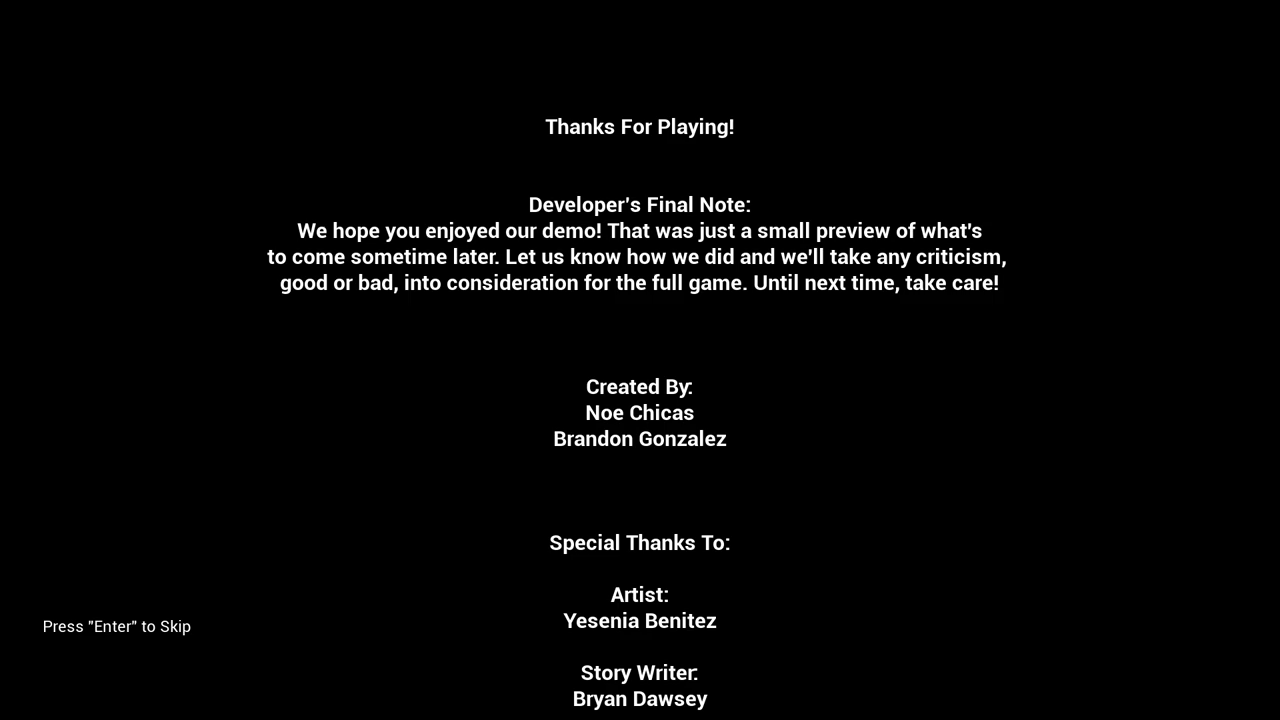 Thanks For Playing!
Developer's Final Note:
We hope you enjoyed our demo! That was just a small preview of what's
to come sometime later. Let us know how we did and we'll take any criticism,
good or bad, into consideration for the full game. Until next time, take care!
Created By:
Noe Chicas
Brandon Gonzalez
Special Thanks To:
Artist:
Yesenia Benitez
Press "Enter" to Skip
Story Writer:
Bryan Dawsey